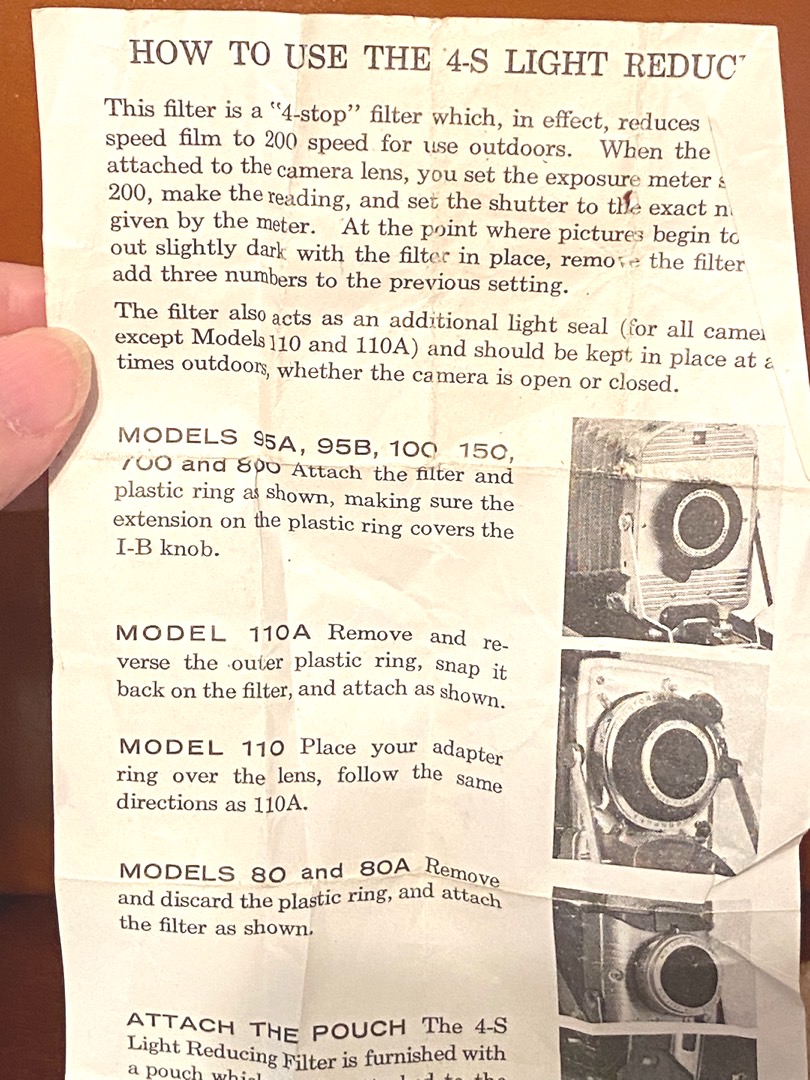 HOW TO USE THE 4-S LIGHT REDUC
This filter is a "4-stop" filter which, in effect, reduces
speed film to 200 speed for use outdoors. When the
attached to the camera lens, you set the exposure meter s
200, make the reading, and set the shutter to the exact n
given by the meter. At the point where pictures begin to
out slightly dark with the filter in place, remove the filter
add three numbers to the previous setting.
The filter also acts as an additional light seal (for all camer
except Models 110 and 110A) and should be kept in place at a
times outdoors, whether the camera is open or closed.
MODELS 95A, 95B, 100 150,
700 and 800 Attach the filter and
plastic ring as shown, making sure the
extension on the plastic ring covers the
I-B knob.
MODEL 110A Remove and re-
verse the outer plastic ring, snap it
back on the filter, and attach as shown.
MODEL 110 Place your adapter
ring over the lens, follow the same
directions as 110A.
MODELS 80 and 80A Remove
and discard the plastic ring, and attach
the filter as shown.
ATTACH THE POUCH The 4-S
Light Reducing Filter is furnished with
a pouch